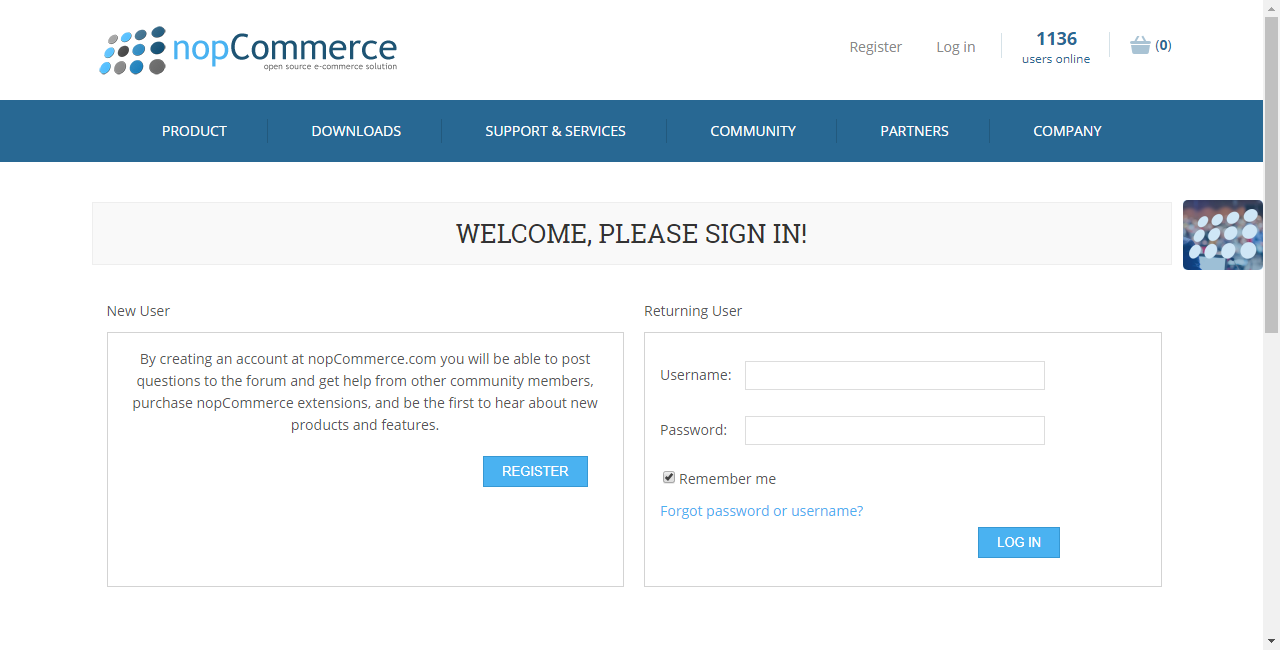 nopCommerce
open source e-commerce solution
Register
Log in
1136
users online
(0)
PRODUCT
DOWNLOADS
SUPPORT & SERVICES
COMMUNITY
PARTNERS
COMPANY
WELCOME, PLEASE SIGN IN!
New User
By creating an account at nopCommerce.com you will be able to post
questions to the forum and get help from other community members,
purchase nopCommerce extensions, and be the first to hear about new
products and features.
REGISTER
Returning User
Username:
Password:
Remember me
Forgot password or username?
LOG IN